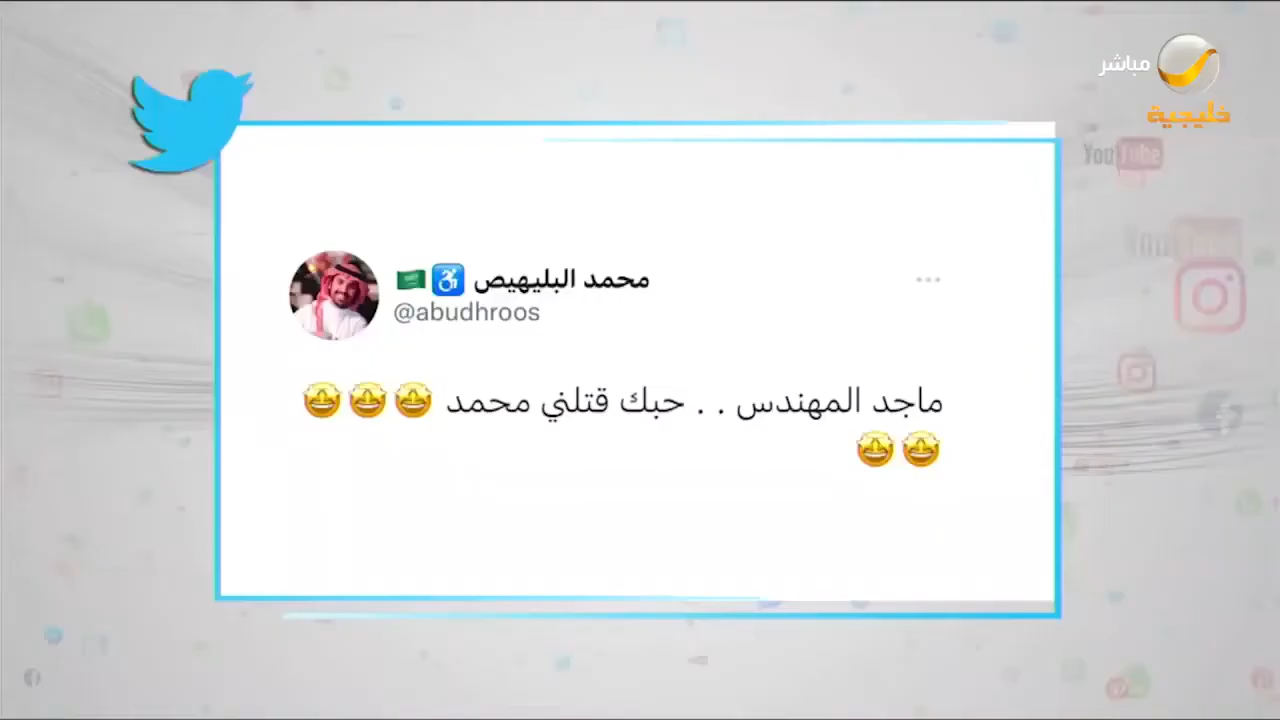 مباشر
خليجية
YouTube
محمد البليهيص ♿🇸🇦
@abudhroos
ماجد المهندس . . حبك قتلني محمد 🤩🤩🤩
🤩🤩